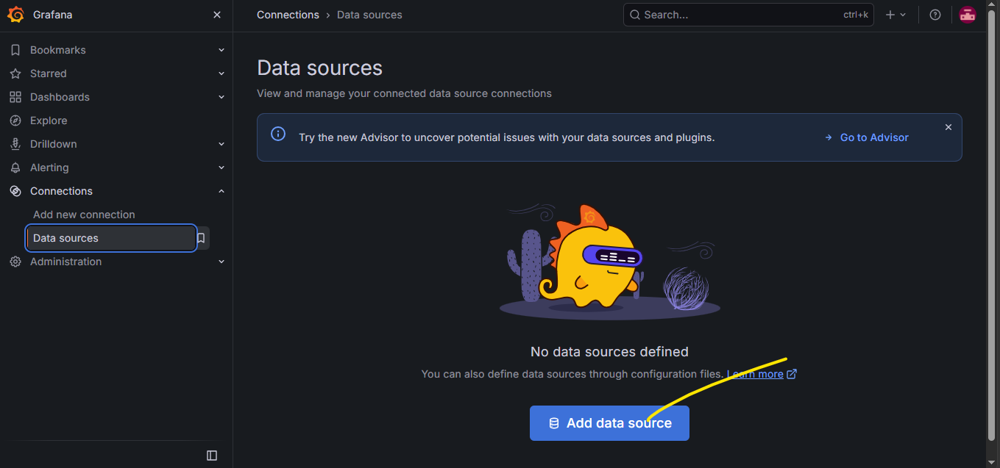 Grafana
Connections › Data sources
Search... ctrl+k
Bookmarks
Starred
Dashboards
Explore
Drilldown
Alerting
Connections
Add new connection
Data sources
Administration
Data sources
View and manage your connected data source connections
Try the new Advisor to uncover potential issues with your data sources and plugins. → Go to Advisor
No data sources defined
You can also define data sources through configuration files. Learn more
Add data source